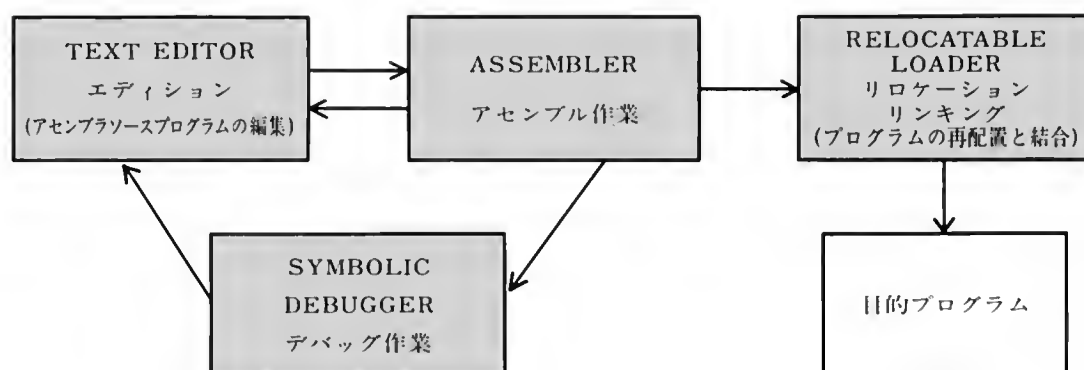 TEXT EDITOR
エディション
(アセンブラソースプログラムの編集)
ASSEMBLER
アセンブル作業
RELOCATABLE
LOADER
リロケーション
リンキング
(プログラムの再配置と結合)
SYMBOLIC
DEBUGGER
デバッグ作業
目的プログラム